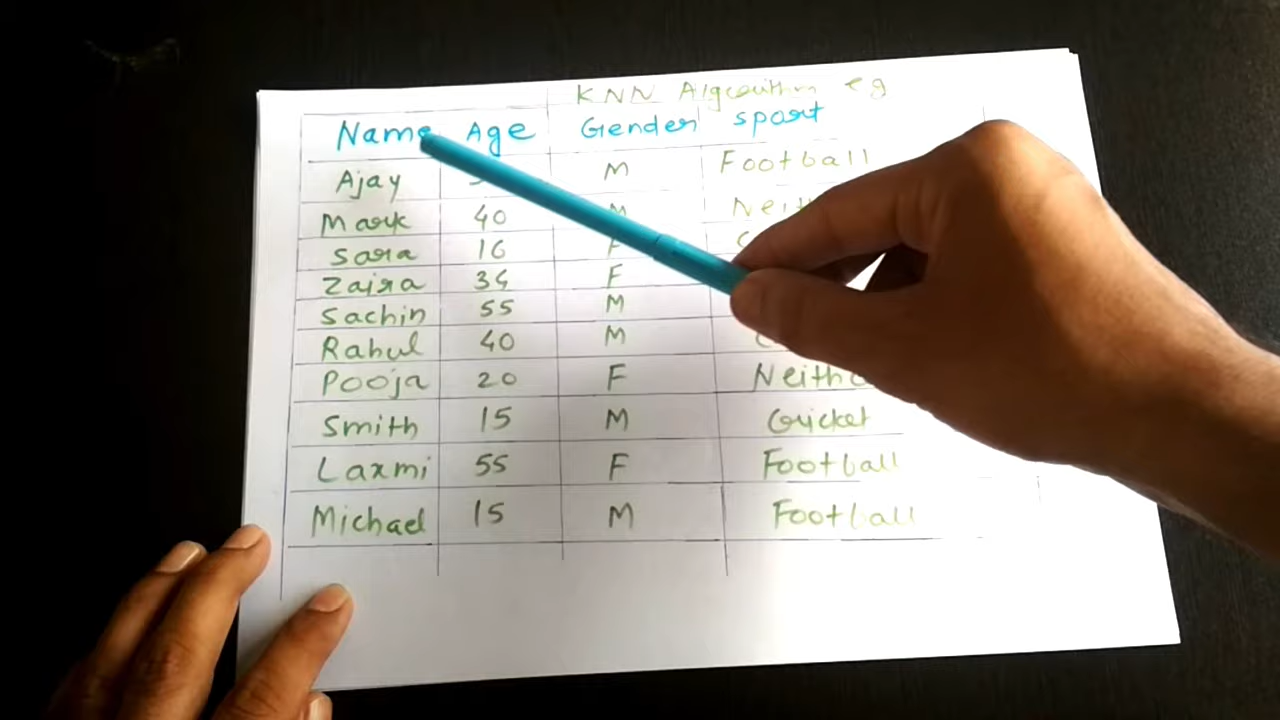 KNN Algorithm eg
Name Age Gender sport
Ajay M Football
Mark 40 M
Sara 16 F
Zaira 34 F
Sachin 55 M
Rahul 40 M
Pooja 20 F
Smith 15 M Cricket
Laxmi 55 F Football
Michael 15 M Football